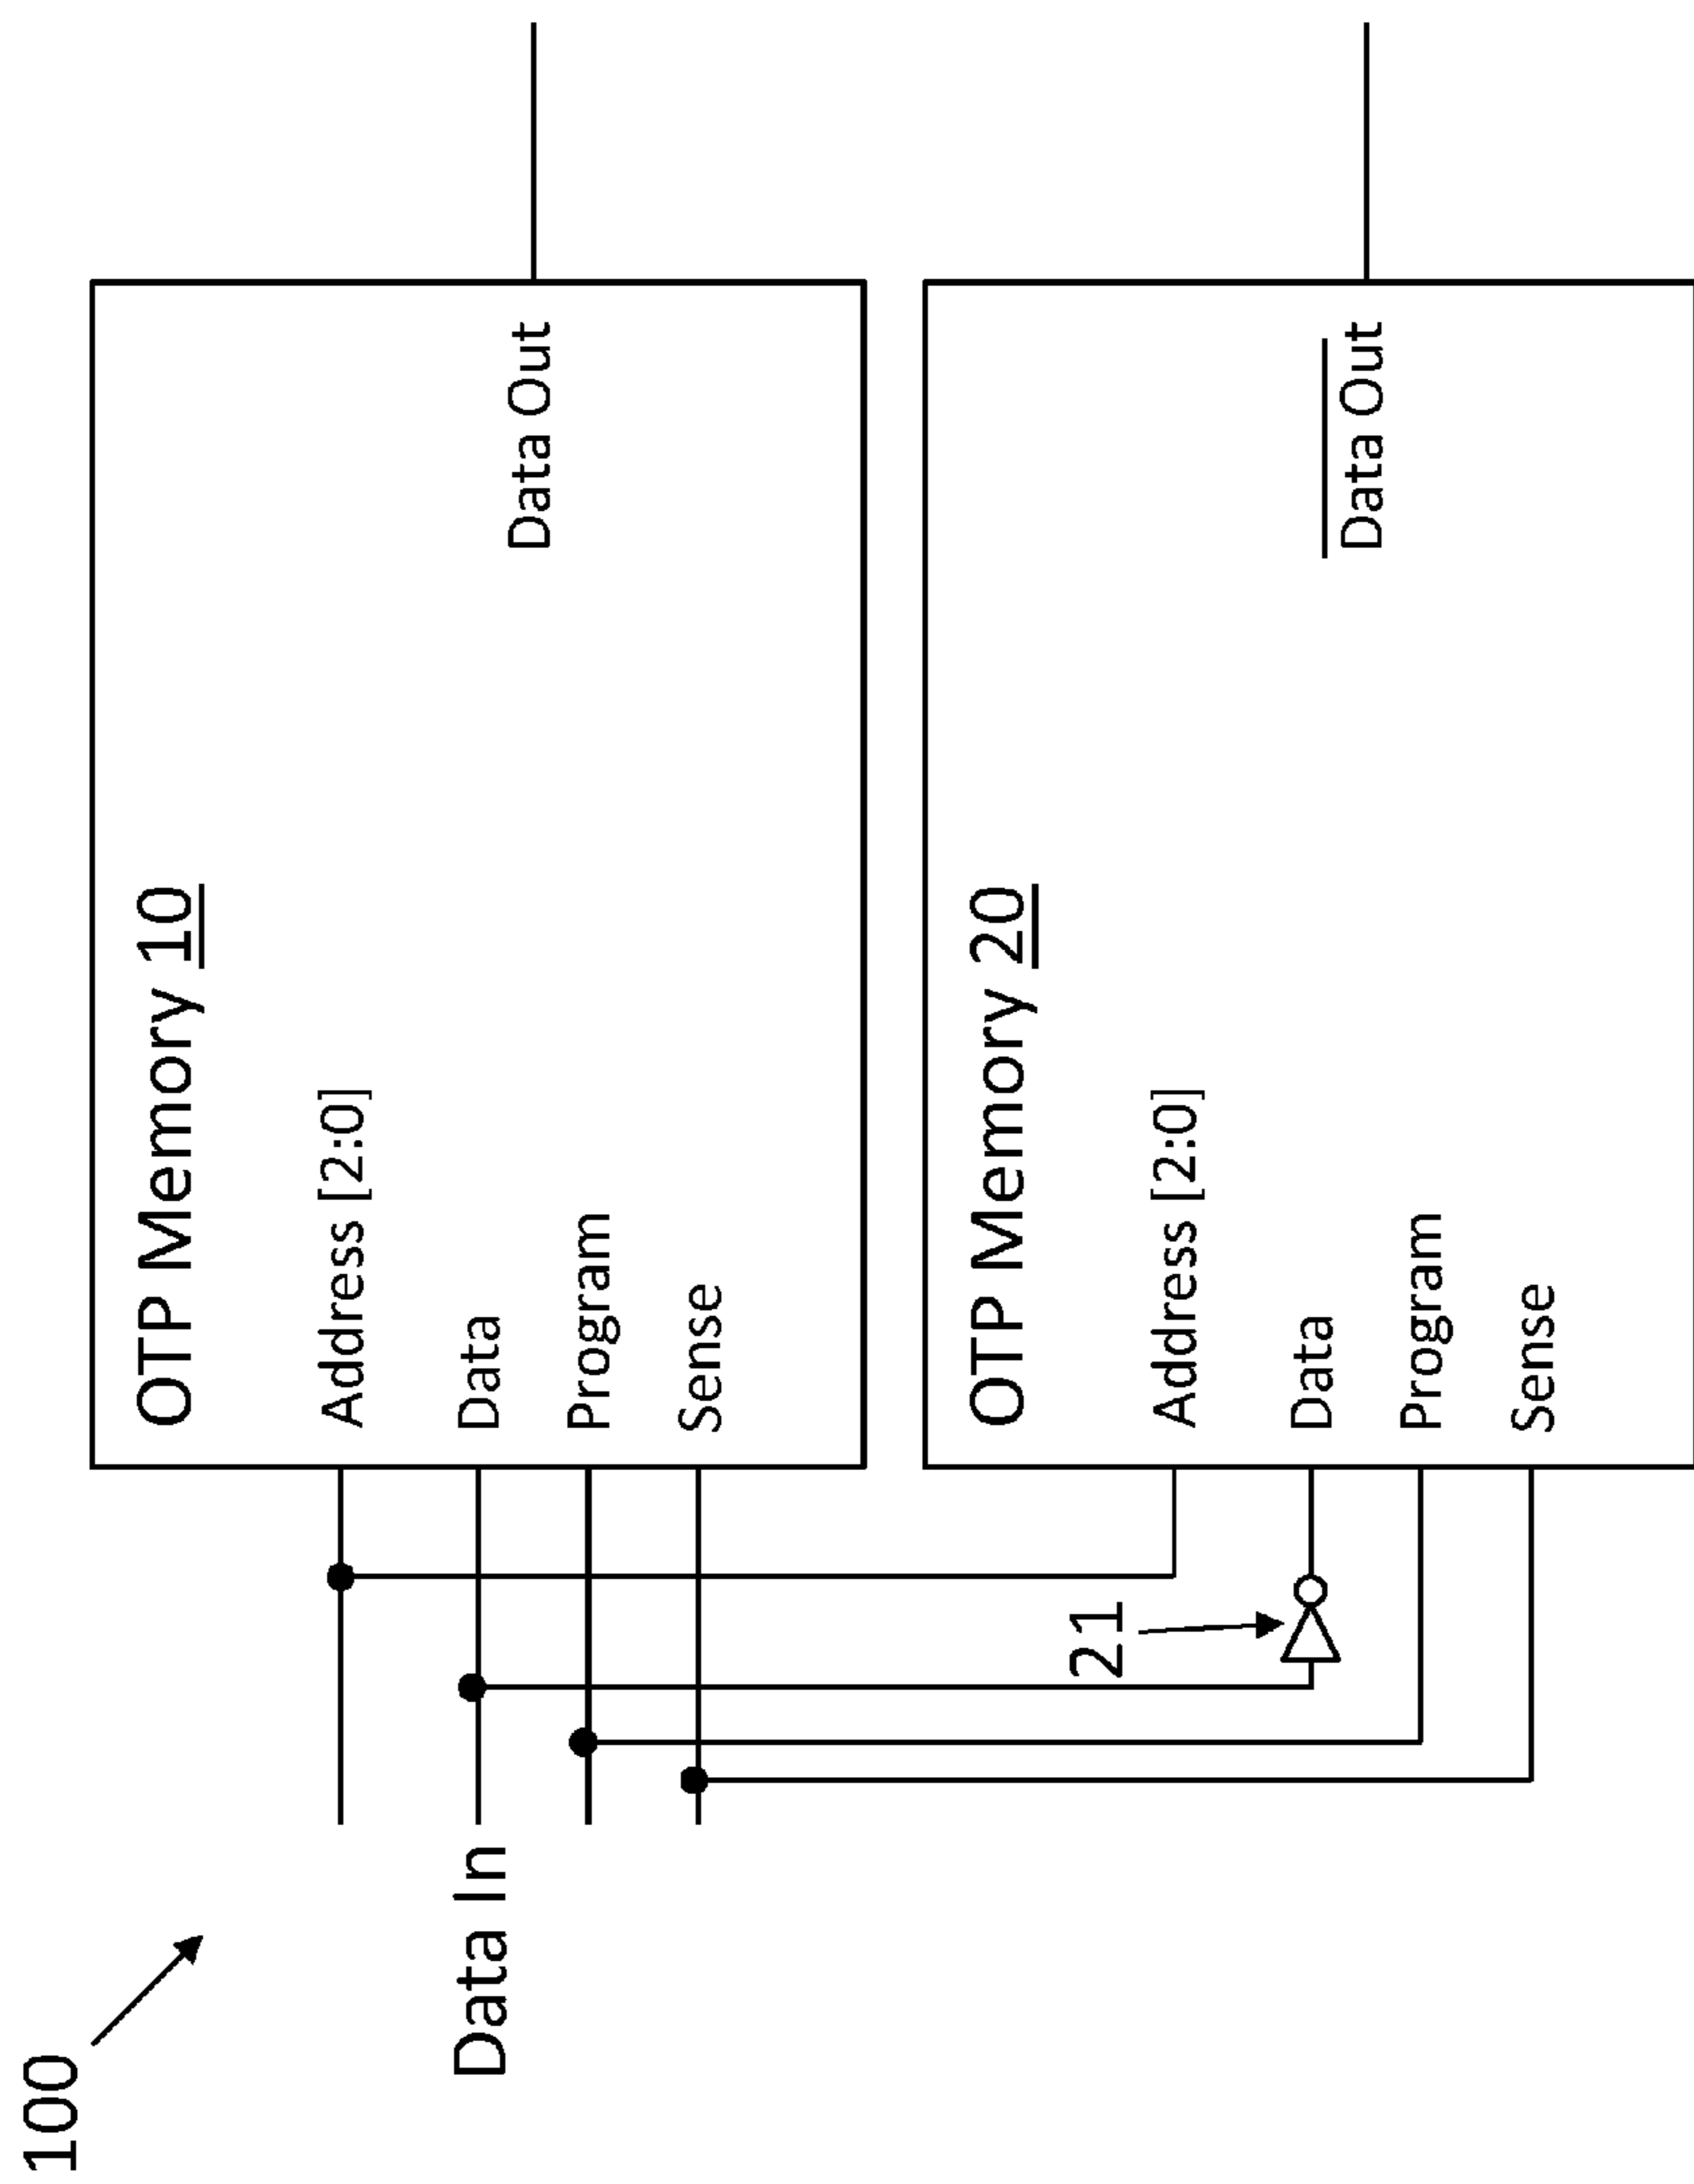 100
OTP Memory 10
Address [2:0]
Data In
Data
Data Out
Program
Sense
OTP Memory 20
Address [2:0]
21
Data
Data Out
Program
Sense